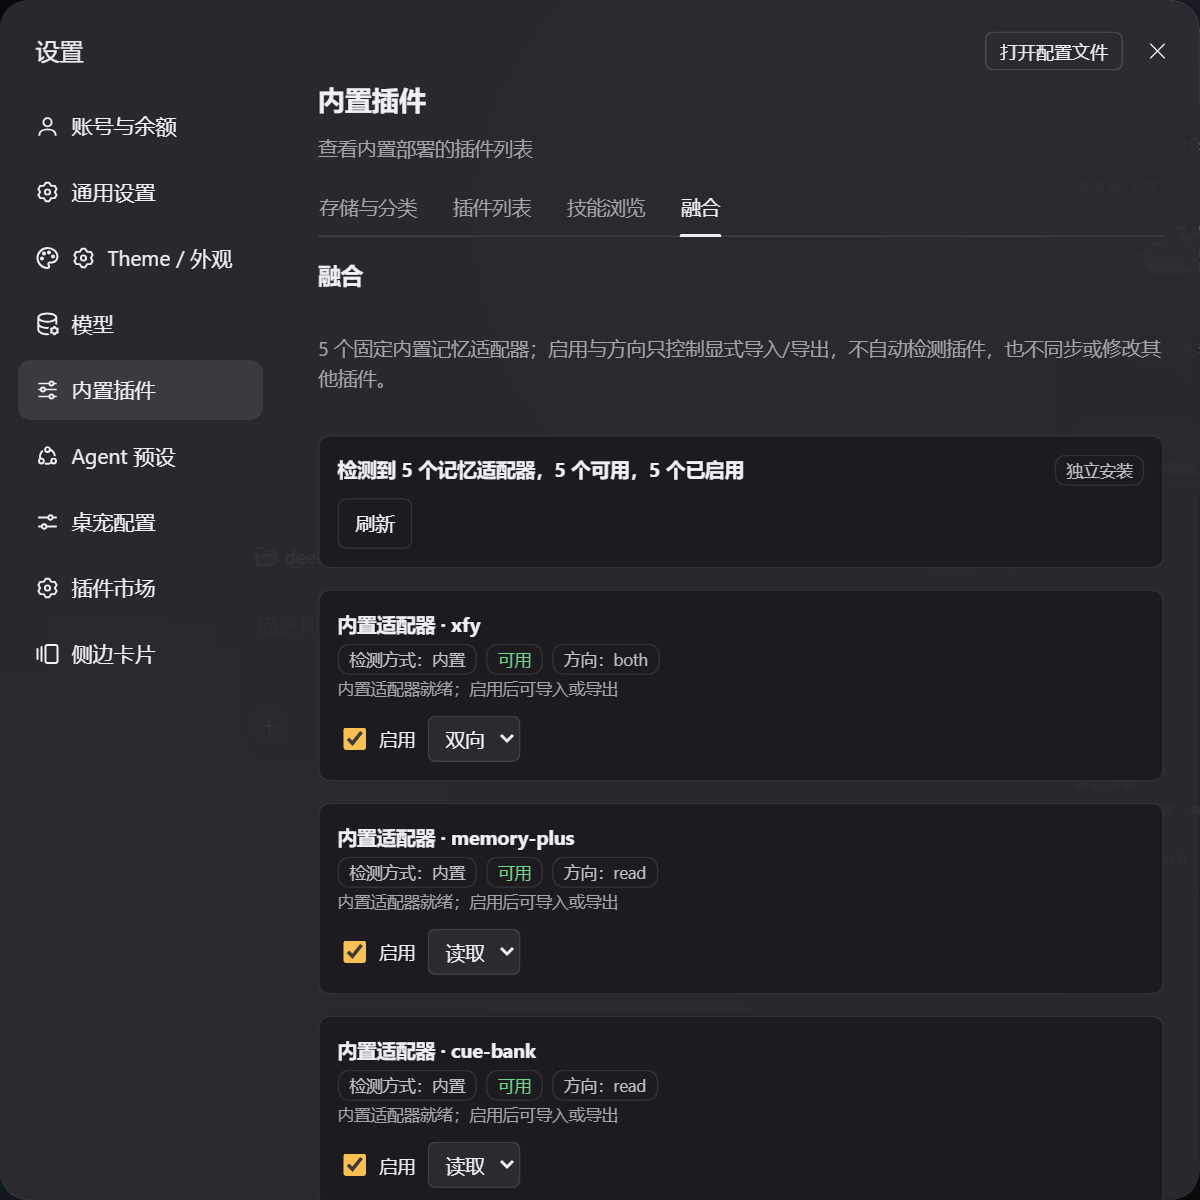 设置
打开配置文件
账号与余额
通用设置
Theme / 外观
模型
内置插件
Agent 预设
桌宠配置
插件市场
侧边卡片
内置插件
查看内置部署的插件列表
存储与分类 插件列表 技能浏览 融合
融合
5 个固定内置记忆适配器；启用与方向只控制显式导入/导出，不自动检测插件，也不同步或修改其
他插件。
检测到 5 个记忆适配器，5 个可用，5 个已启用
独立安装
刷新
内置适配器 · xfy
检测方式：内置 可用 方向：both
内置适配器就绪；启用后可导入或导出
启用 双向
内置适配器 · memory-plus
检测方式：内置 可用 方向：read
内置适配器就绪；启用后可导入或导出
启用 读取
内置适配器 · cue-bank
检测方式：内置 可用 方向：read
内置适配器就绪；启用后可导入或导出
启用 读取